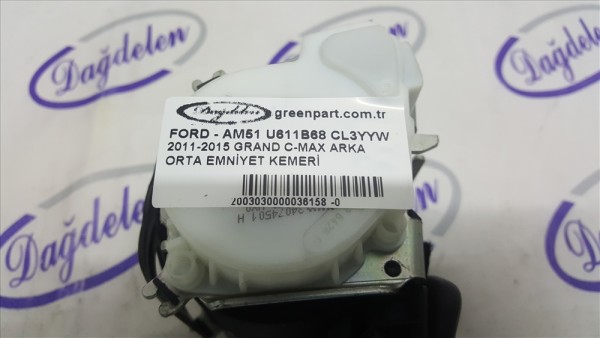 Dağdelen
Dağdelen greenpart.com.tr
FORD - AM51 U611B68 CL3YYW
2011-2015 GRAND C-MAX ARKA
ORTA EMNİYET KEMERİ
2003030000036158 -0
34074501 H
Dağdelen
Dağdelen